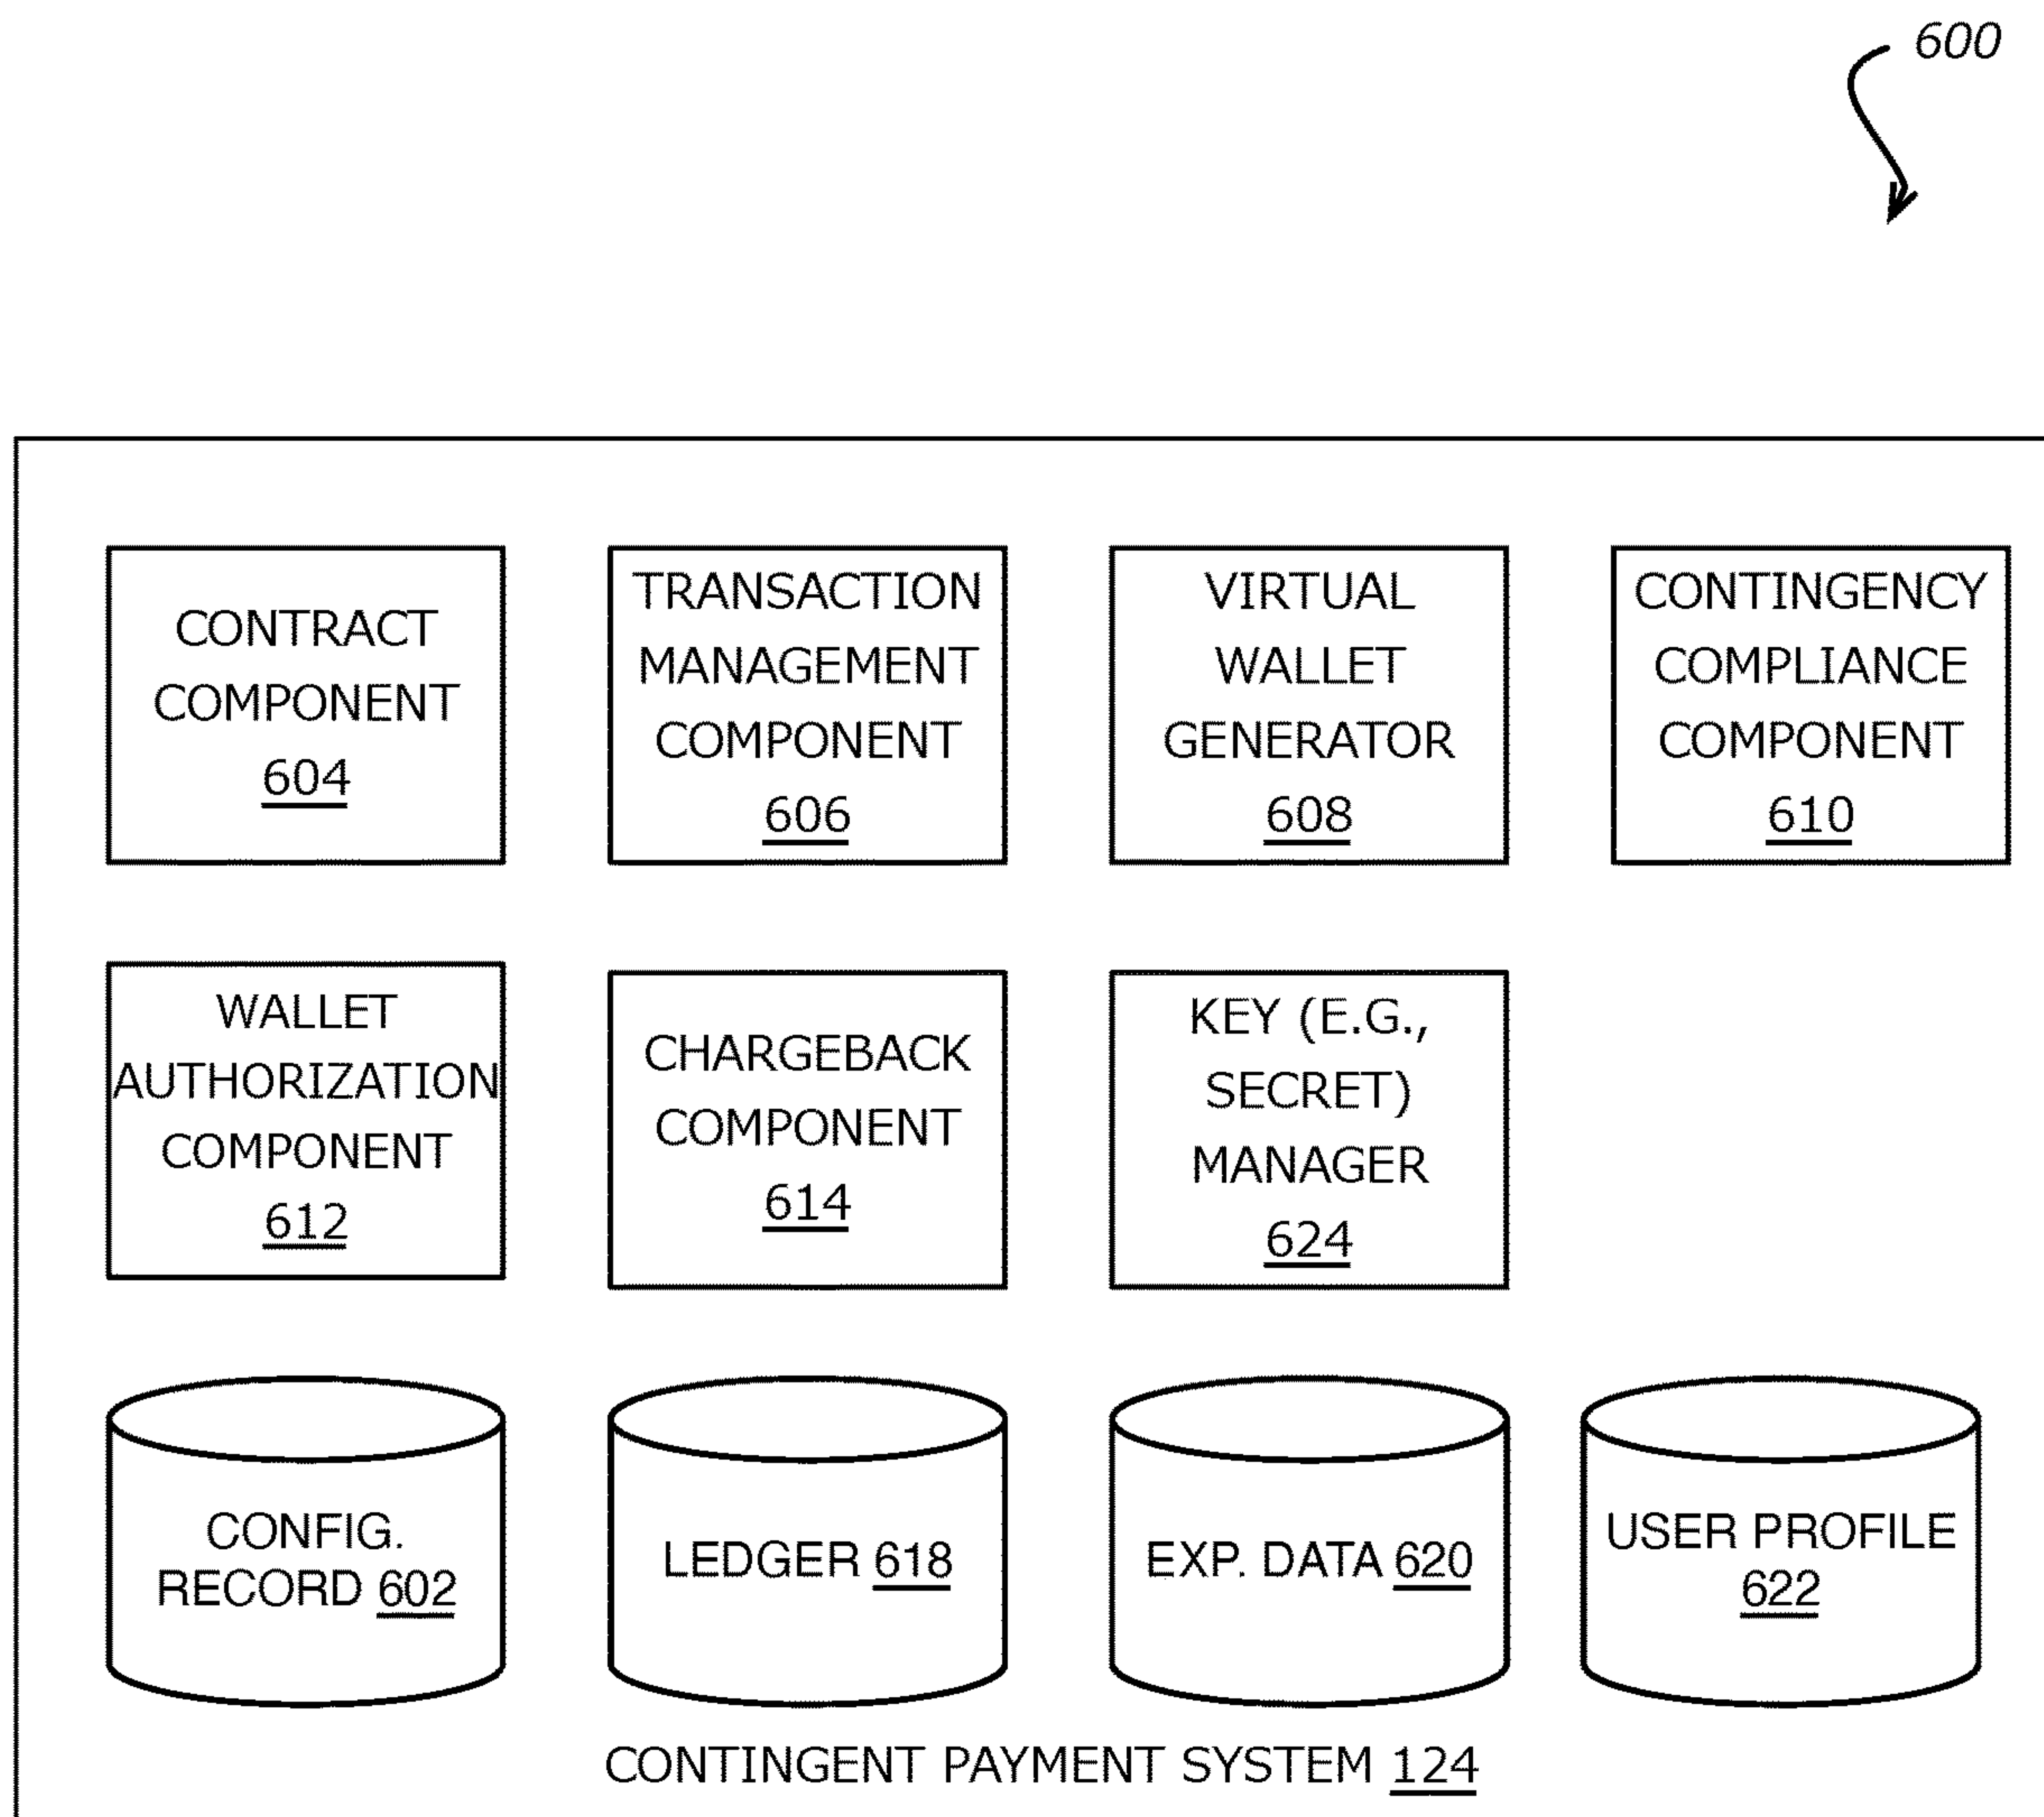 600
CONTRACT
COMPONENT
604
TRANSACTION
MANAGEMENT
COMPONENT
606
VIRTUAL
WALLET
GENERATOR
608
CONTINGENCY
COMPLIANCE
COMPONENT
610
WALLET
AUTHORIZATION
COMPONENT
612
CHARGEBACK
COMPONENT
614
KEY (E.G.,
SECRET)
MANAGER
624
CONFIG.
RECORD 602
LEDGER 618
EXP. DATA 620
USER PROFILE
622
CONTINGENT PAYMENT SYSTEM 124